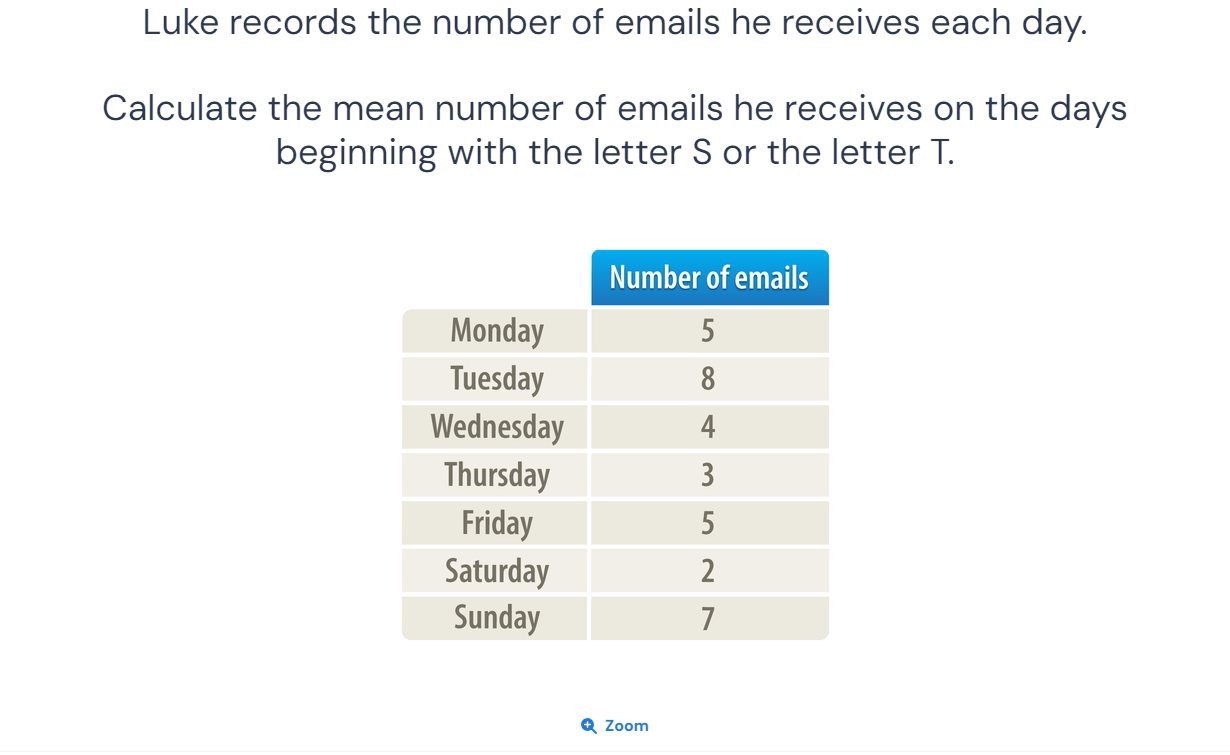 Luke records the number of emails he receives each day.
Calculate the mean number of emails he receives on the days
beginning with the letter S or the letter T.
Number of emails
Monday 5
Tuesday 8
Wednesday 4
Thursday 3
Friday 5
Saturday 2
Sunday 7
Zoom